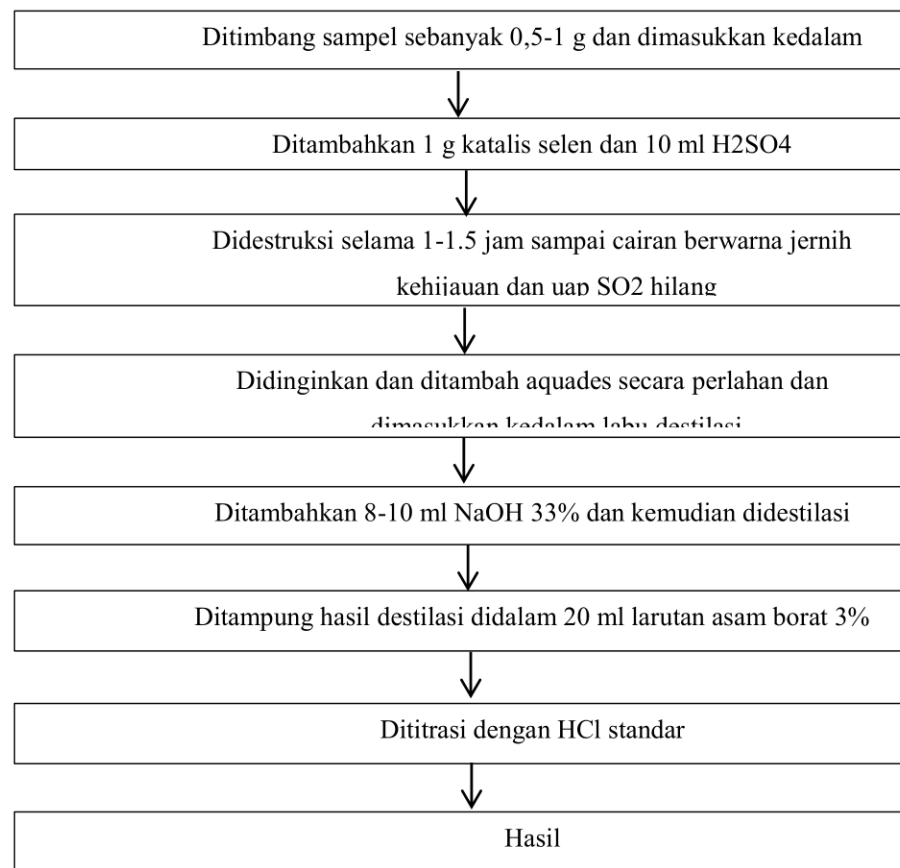 Ditimbang sampel sebanyak 0,5-1 g dan dimasukkan kedalam
Ditambahkan 1 g katalis selen dan 10 ml H2SO4
Didestruksi selama 1-1.5 jam sampai cairan berwarna jernih
kehijauan dan uap SO2 hilang
Didinginkan dan ditambah aquades secara perlahan dan
dimasukkan kedalam labu destilasi
Ditambahkan 8-10 ml NaOH 33% dan kemudian didestilasi
Ditampung hasil destilasi didalam 20 ml larutan asam borat 3%
Dititrasi dengan HCl standar
Hasil